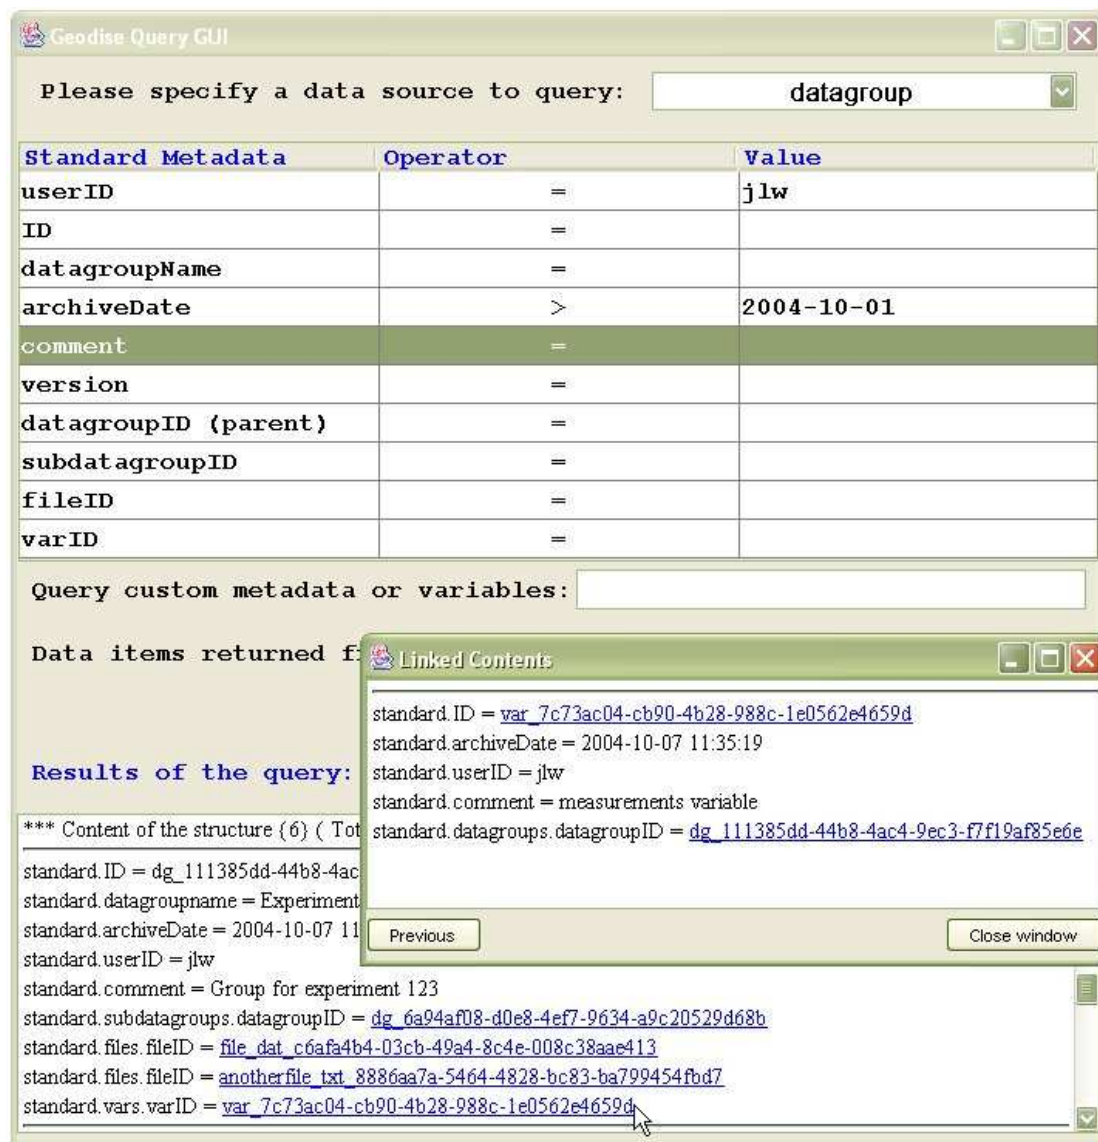 Geodise Query GUI
Please specify a data source to query: datagroup
Standard Metadata Operator Value
userID = jlw
ID =
datagroupName =
archiveDate > 2004-10-01
comment =
version =
datagroupID (parent) =
subdatagroupID =
fileID =
varID =
Query custom metadata or variables:
Data items returned f
Results of the query:
*** Content of the structure {6} ( Tot
standard.ID = dg_111385dd-44b8-4ac
standard.datagroupname = Experiment
standard.archiveDate = 2004-10-07 11
standard.userID = jlw
standard.comment = Group for experiment 123
standard.subdatagroups.datagroupID = dg_6a94af08-d0e8-4ef7-9634-a9c20529d68b
standard.files.fileID = file_dat_c6afa4b4-03cb-49a4-8c4e-008c38aae413
standard.files.fileID = anotherfile_txt_8886aa7a-5464-4828-bc83-ba799454fbd7
standard.vars.varID = var_7c73ac04-cb90-4b28-988c-1e0562e4659d
Linked Contents
standard.ID = var_7c73ac04-cb90-4b28-988c-1e0562e4659d
standard.archiveDate = 2004-10-07 11:35:19
standard.userID = jlw
standard.comment = measurements variable
standard.datagroups.datagroupID = dg_111385dd-44b8-4ac4-9ec3-f7f19af85e6e
Previous Close window